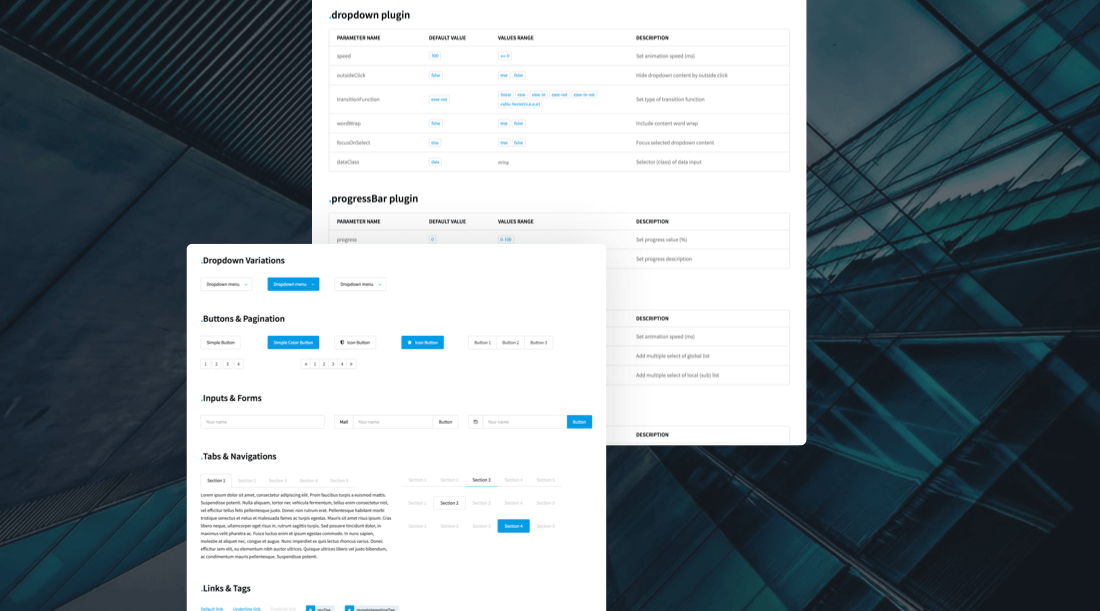 .dropdown plugin
PARAMETER NAME DEFAULT VALUE VALUES RANGE DESCRIPTION
speed 300 >= 0 Set animation speed (ms)
outsideClick false true false Hide dropdown content by outside click
transitionFunction ease-out linear ease ease-in ease-out ease-in-out
Set type of transition function
wordWrap false true false Include content word wrap
focusOnSelect true true false Focus selected dropdown content
dataClass data string Selector (class) of data input
.progressBar plugin
PARAMETER NAME DEFAULT VALUE VALUES RANGE DESCRIPTION
progress 0 0-100 Set progress value (%)
Set progress description
DESCRIPTION
Set animation speed (ms)
Add multiple select of global list
Add multiple select of local (sub) list
DESCRIPTION
.Dropdown Variations
Dropdown menu Dropdown menu Dropdown menu
.Buttons & Pagination
Simple Button Simple Color Button Icon Button Icon Button Button 1 Button 2 Button 3
1 2 3 4 « 1 2 3 4 »
.Inputs & Forms
Your name Mail Your name Button Your name Button
.Tabs & Navigations
Section 1 Section 2 Section 3 Section 4 Section 5
Section 1 Section 2 Section 3 Section 4 Section 5
Section 1 Section 2 Section 3 Section 4 Section 5
Section 1 Section 2 Section 3 Section 4 Section 5
Lorem ipsum dolor sit amet, consectetur adipiscing elit. Proin faucibus turpis a euismod mattis.
Suspendisse potenti. Nulla aliquam, tortor nec vehicula fermentum, tellus enim consectetur nisl,
vel efficitur tellus felis pellentesque justo. Donec non rutrum erat. Pellentesque habitant morbi
tristique senectus et netus et malesuada fames ac turpis egestas. Mauris sit amet risus ipsum. Cras
libero neque, ullamcorper eget risus in, rutrum sagittis turpis. Sed posuere tincidunt dolor, in
maximus velit pharetra ac. Fusce luctus enim et ipsum egestas commodo. In nunc sapien,
molestie at aliquet nec, congue et augue. Nunc imperdiet ex quis lectus rhoncus varius. Donec
effictur sem elit, eu elementum nibh auctor ultrices. Quisque ultrices libero vel justo bibendum,
ac condimentum mauris pellentesque. Suspendisse potenti.
.Links & Tags
Default link Underline link